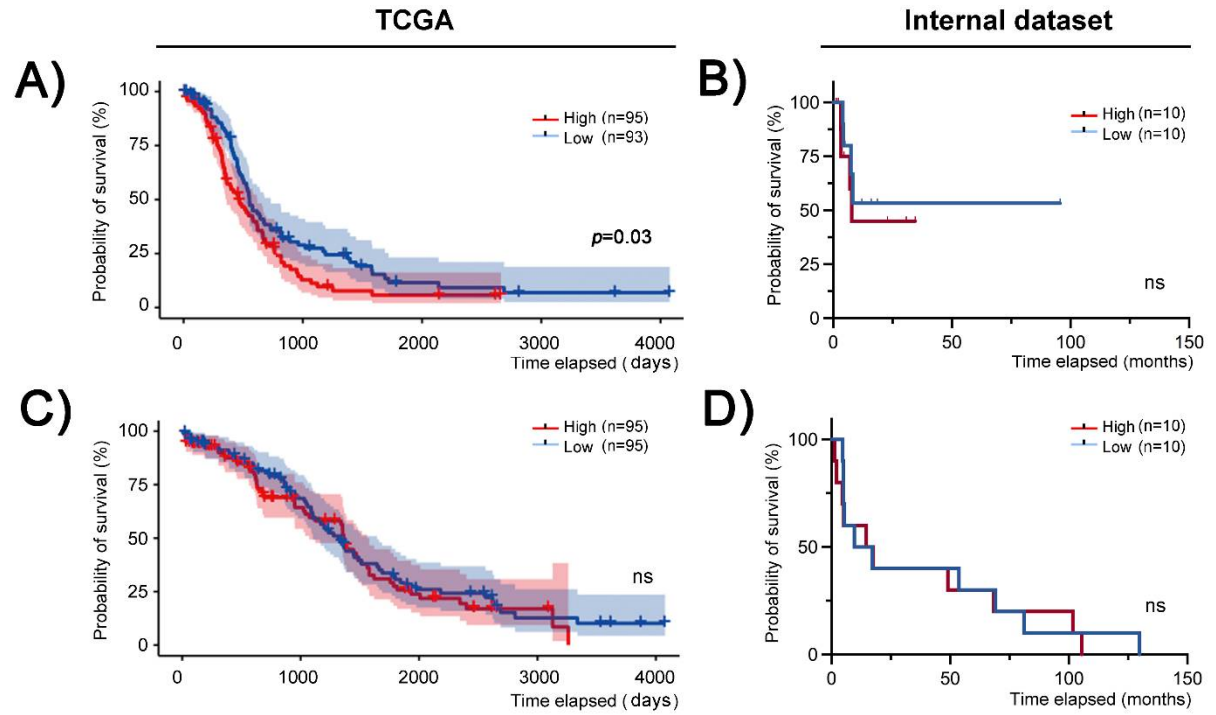 TCGA
Internal dataset
A)
Probability of survival (%)
100
75
50
25
0
High (n=95)
Low (n=93)
p=0.03
0 1000 2000 3000 4000
Time elapsed (days)
B)
Probability of survival (%)
100
75
50
25
0
High (n=10)
Low (n=10)
ns
0 50 100 150
Time elapsed (months)
C)
Probability of survival (%)
100
75
50
25
0
High (n=95)
Low (n=95)
ns
0 1000 2000 3000 4000
Time elapsed (days)
D)
Probability of survival (%)
100
50
0
High (n=10)
Low (n=10)
ns
0 50 100 150
Time elapsed (months)